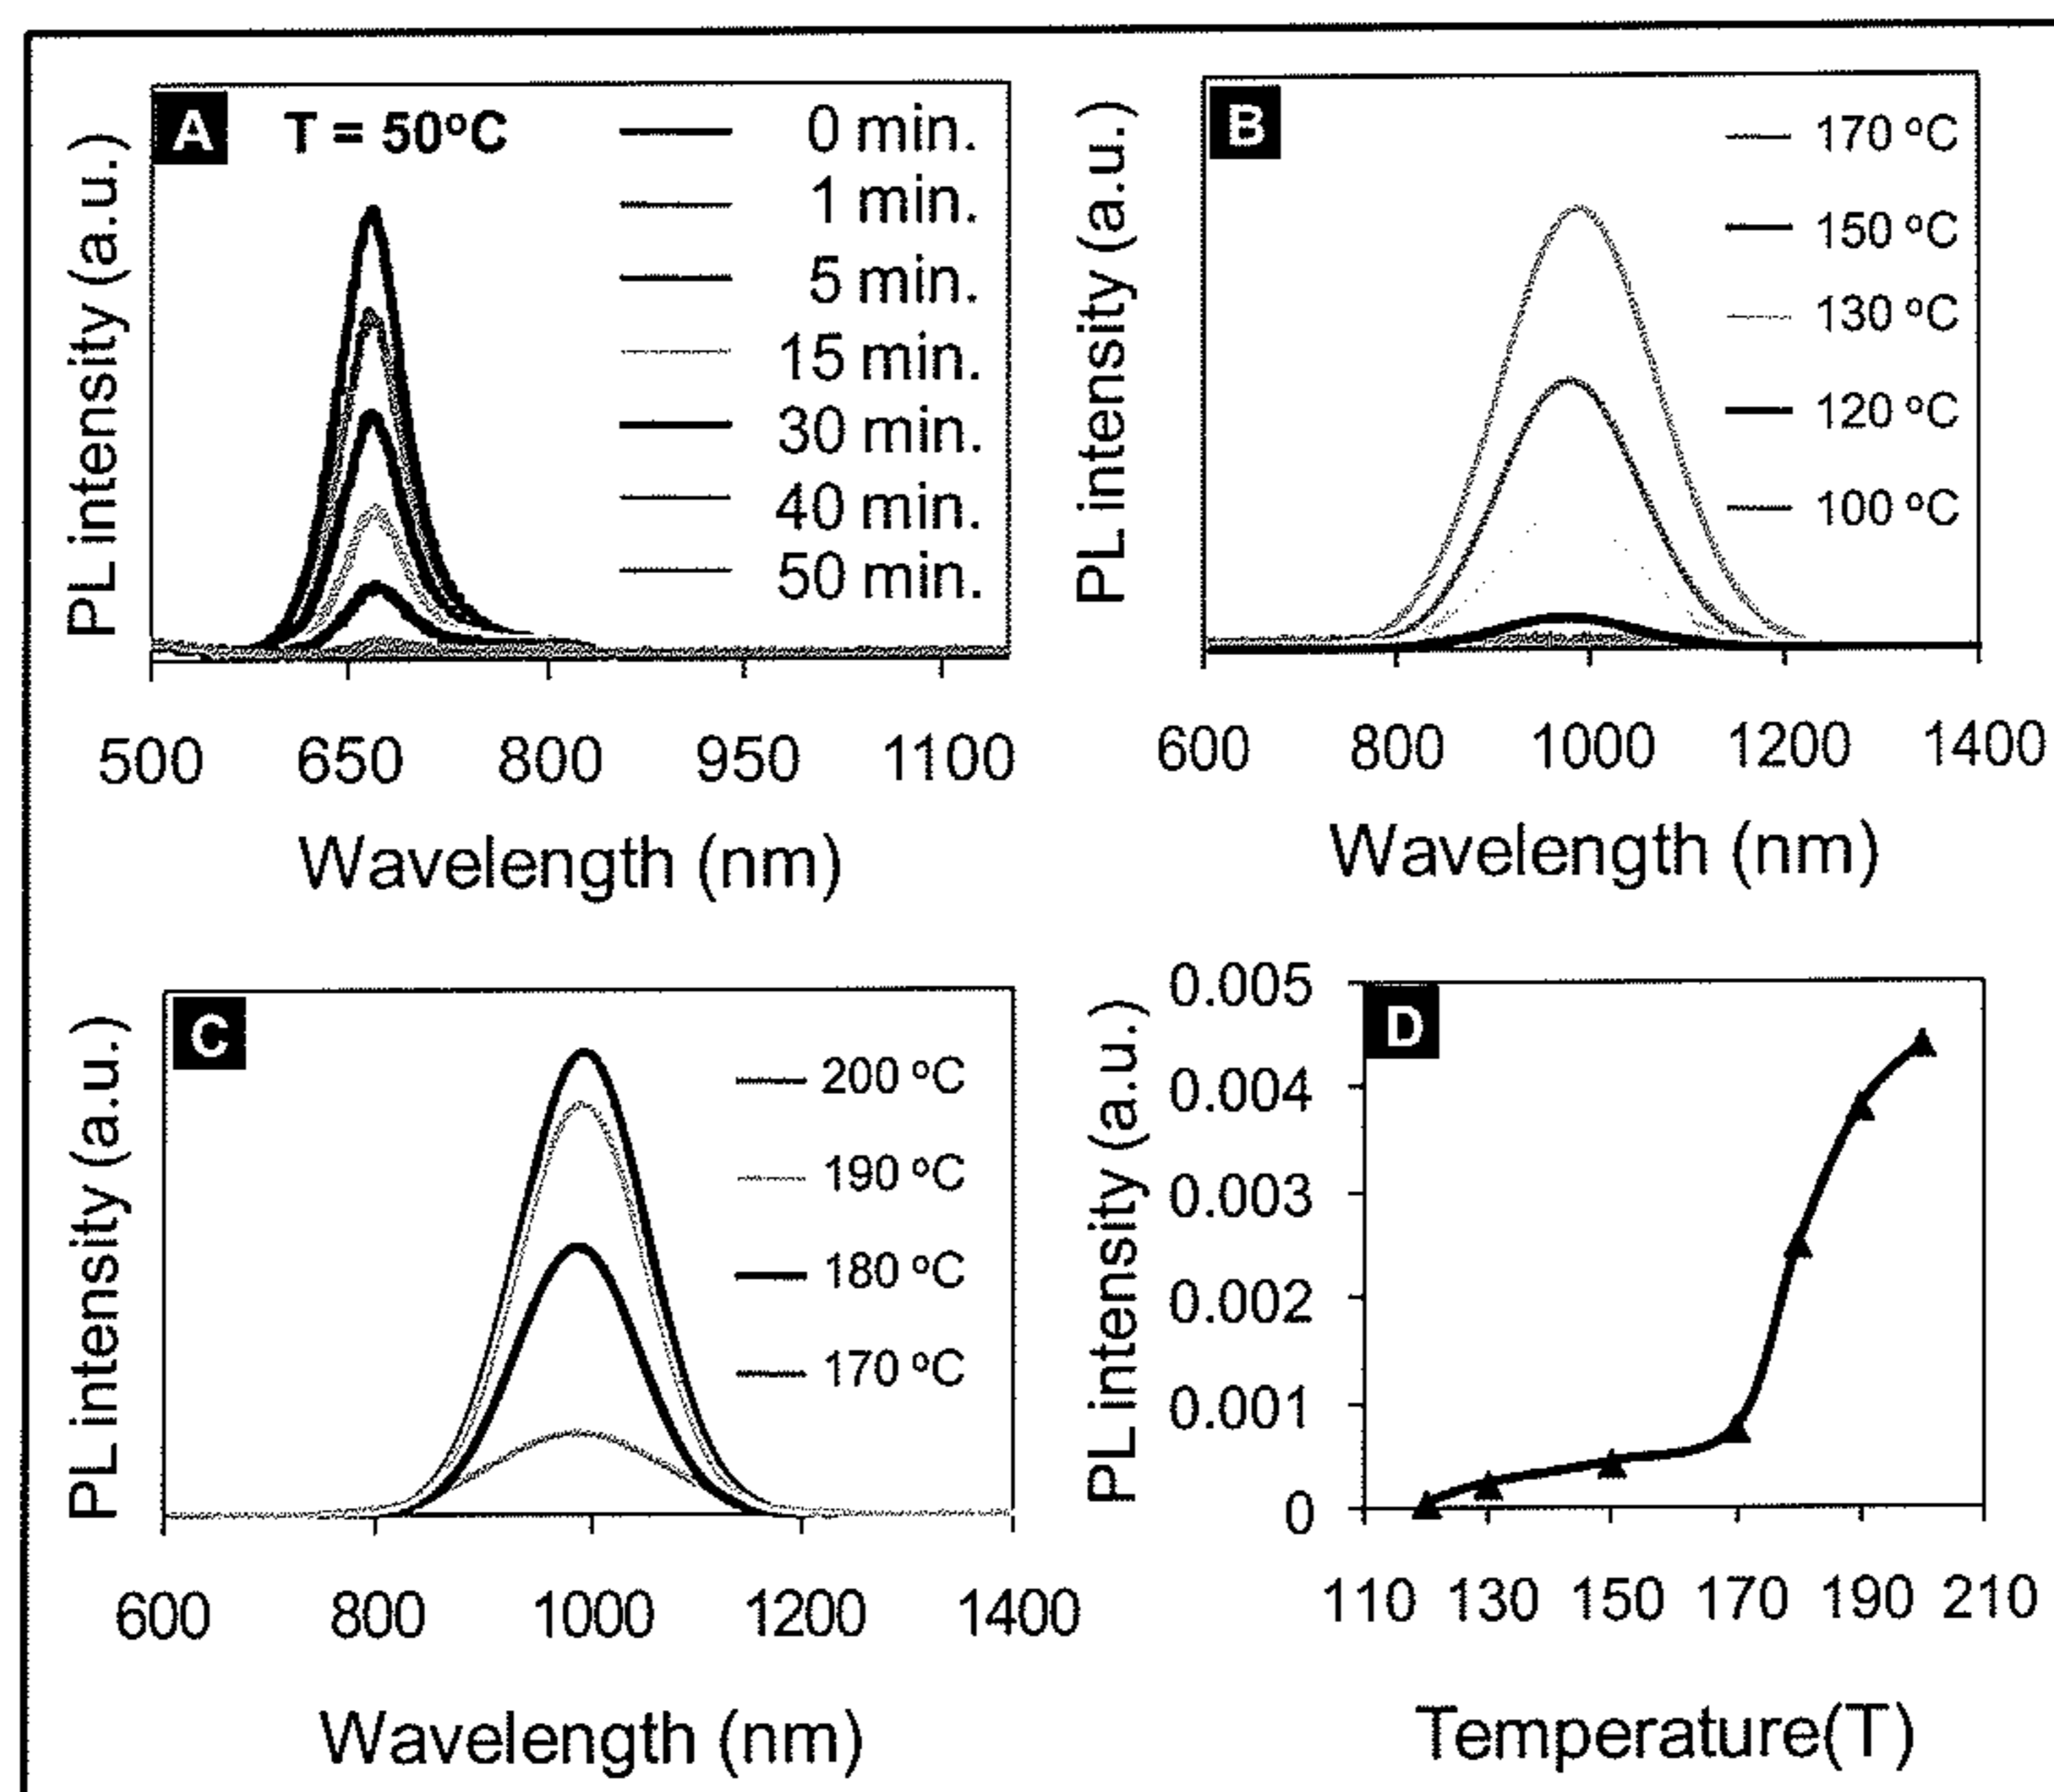 A
T = 50°C
0 min.
1 min.
5 min.
15 min.
30 min.
40 min.
50 min.
PL intensity (a.u.)
500 650 800 950 1100
Wavelength (nm)
B
170 °C
150 °C
130 °C
120 °C
100 °C
PL intensity (a.u.)
600 800 1000 1200 1400
Wavelength (nm)
C
200 °C
190 °C
180 °C
170 °C
PL intensity (a.u.)
600 800 1000 1200 1400
Wavelength (nm)
D
PL intensity (a.u.)
0.005
0.004
0.003
0.002
0.001
0
110 130 150 170 190 210
Temperature(T)